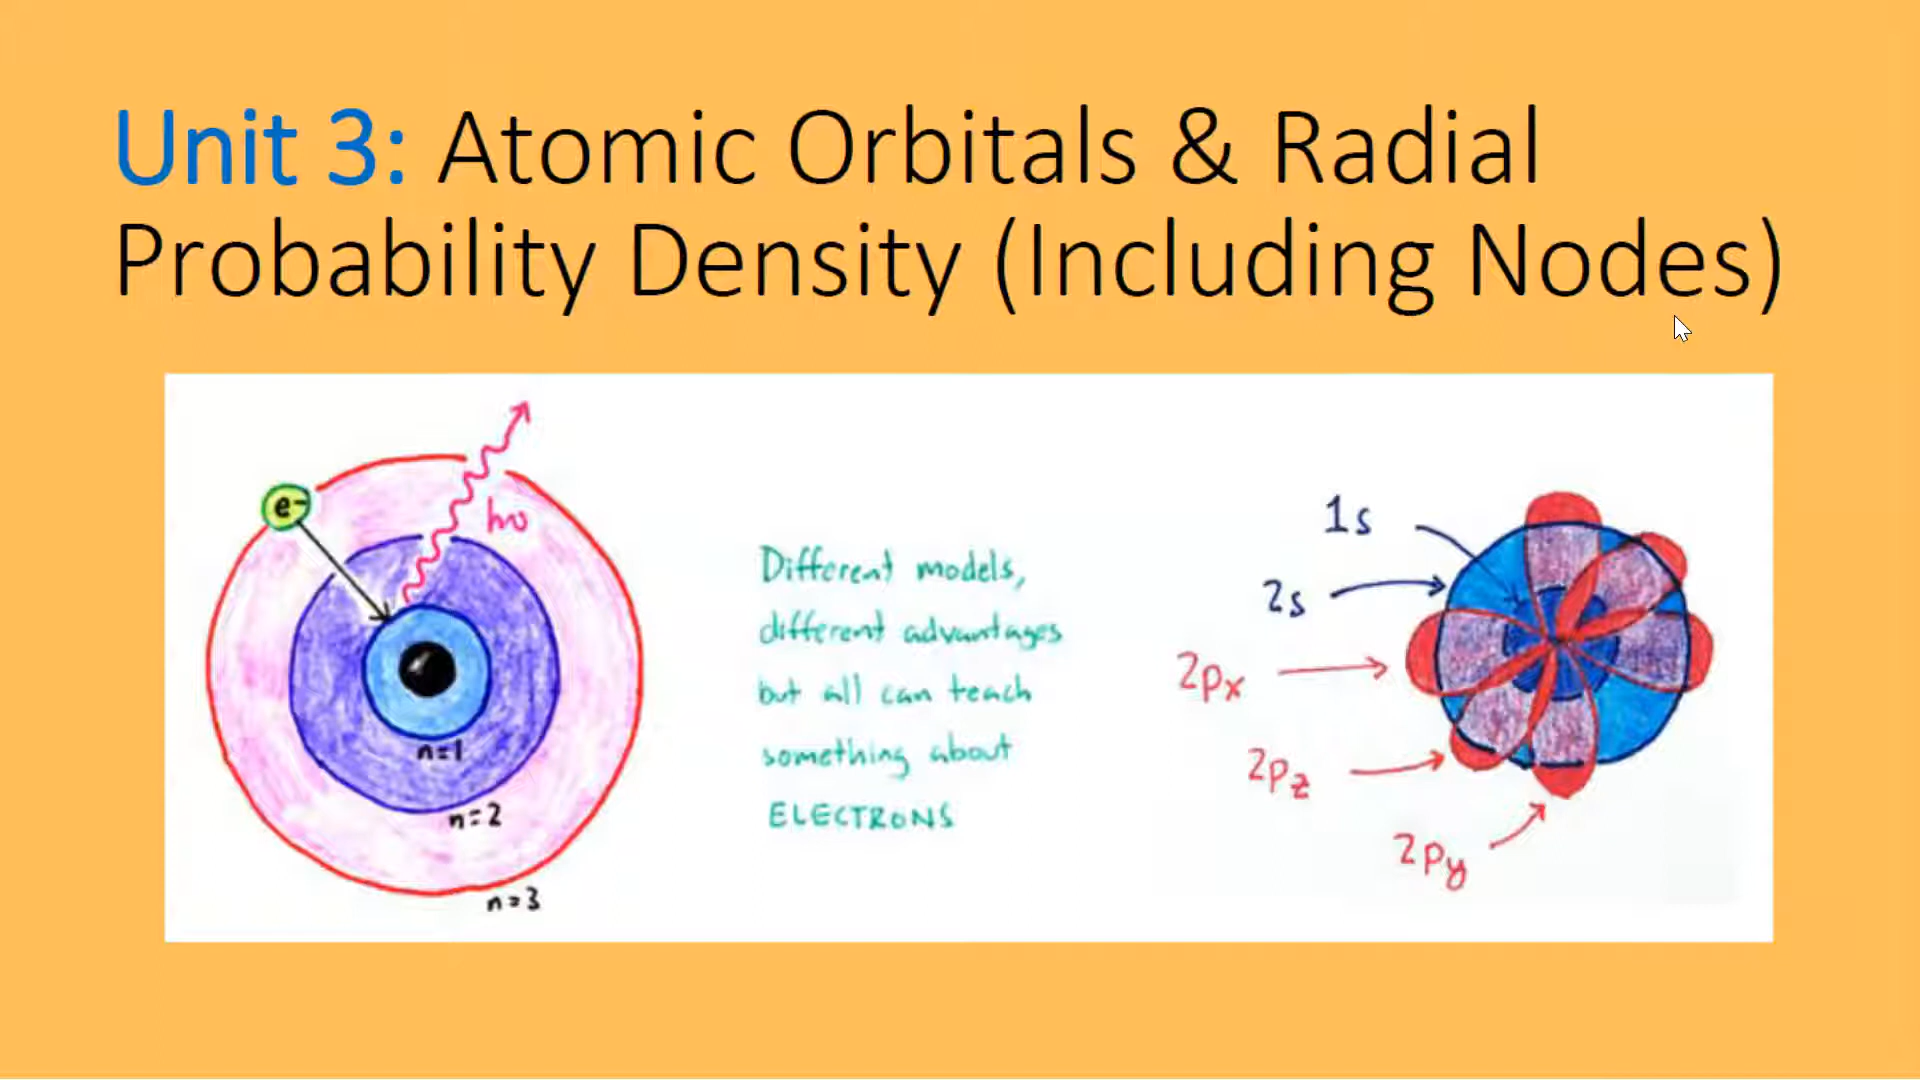 Unit 3: Atomic Orbitals & Radial
Probability Density (Including Nodes)
e-
hν
n=1
n=2
n=3
Different models,
different advantages
but all can teach
something about
ELECTRONS
1s
2s
2px
2pz
2py